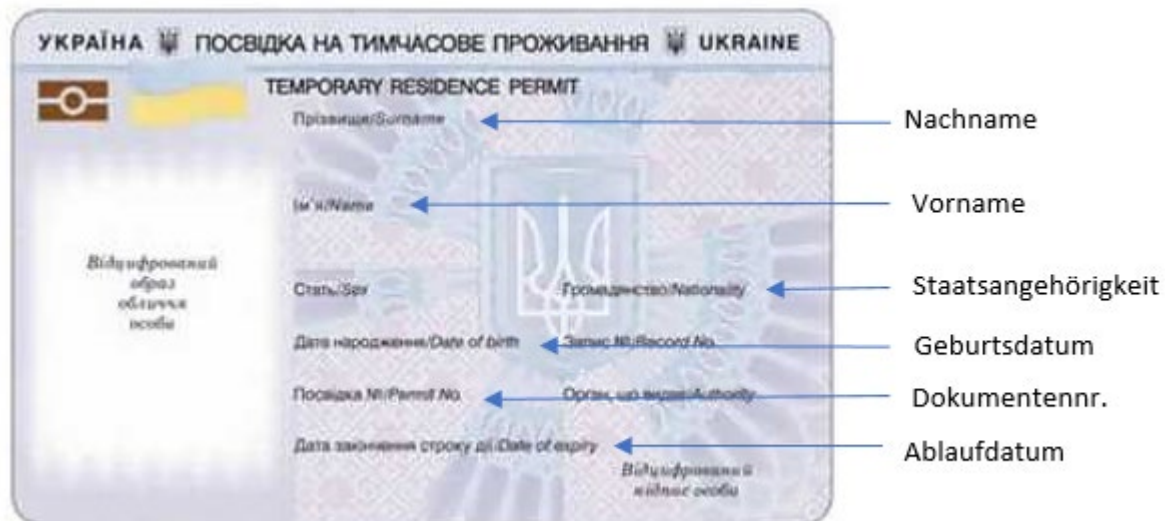 УКРАЇНА ПОСВІДКА НА ТИМЧАСОВЕ ПРОЖИВАННЯ UKRAINE
TEMPORARY RESIDENCE PERMIT
Прізвище/Surname
Nachname
Ім'я/Name
Vorname
Відцифрований
образ
обличчя
особи
Стать/Sex
Громадянство/Nationality
Staatsangehörigkeit
Дата народження/Date of birth
Запис №/Record No.
Geburtsdatum
Посвідка №/Permit No.
Орган, що видав/Authority
Dokumentennr.
Дата закінчення строку дії/Date of expiry
Ablaufdatum
Відцифрований
підпис особи